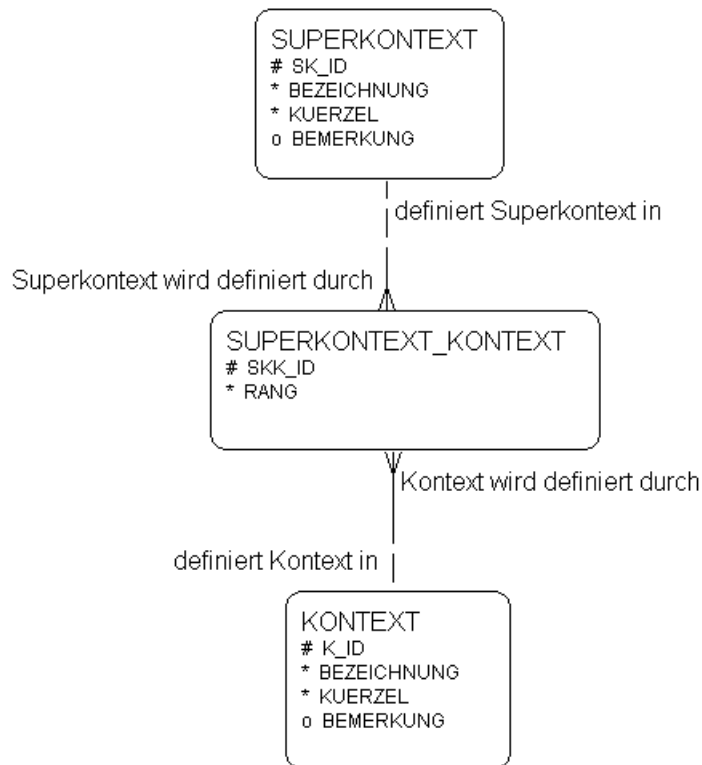 SUPERKONTEXT
# SK_ID
* BEZEICHNUNG
* KUERZEL
o BEMERKUNG
definiert Superkontext in
Superkontext wird definiert durch
SUPERKONTEXT_KONTEXT
# SKK_ID
* RANG
Kontext wird definiert durch
definiert Kontext in
KONTEXT
# K_ID
* BEZEICHNUNG
* KUERZEL
o BEMERKUNG